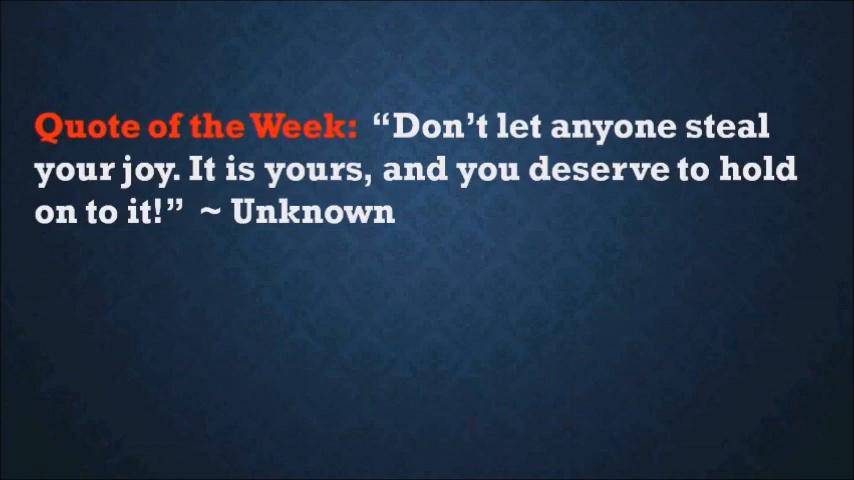 Quote of the Week: “Don’t let anyone steal
your joy. It is yours, and you deserve to hold
on to it!” ~ Unknown